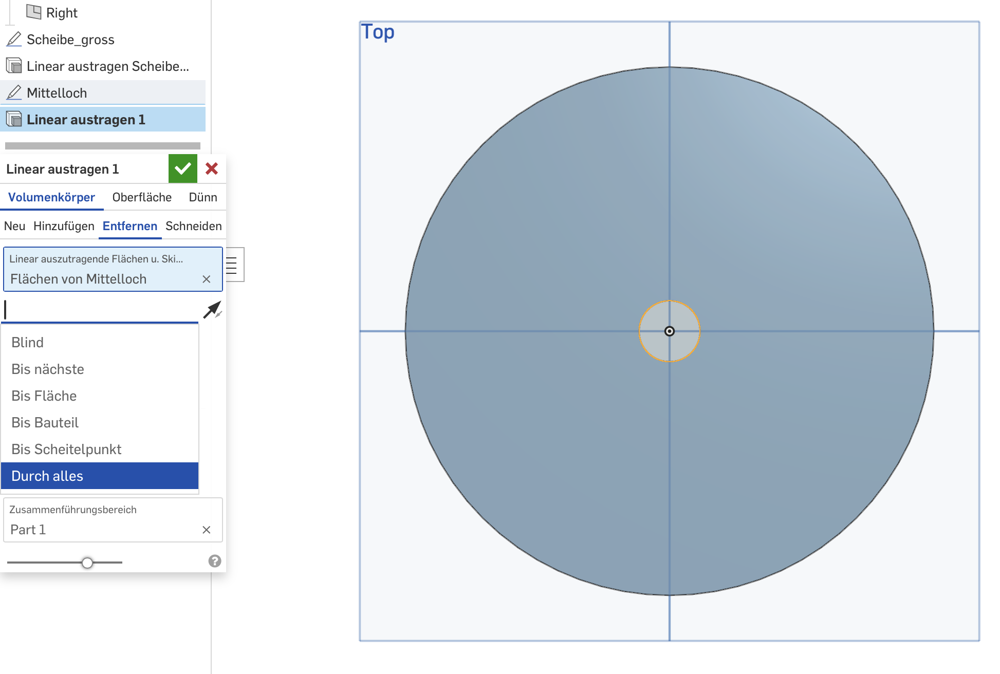 Right
Scheibe_gross
Linear austragen Scheibe...
Mittelloch
Linear austragen 1
Linear austragen 1
Volumenkörper Oberfläche Dünn
Neu Hinzufügen Entfernen Schneiden
Linear auszutragende Flächen u. Ski...
Flächen von Mittelloch
Blind
Bis nächste
Bis Fläche
Bis Bauteil
Bis Scheitelpunkt
Durch alles
Zusammenführungsbereich
Part 1
Top